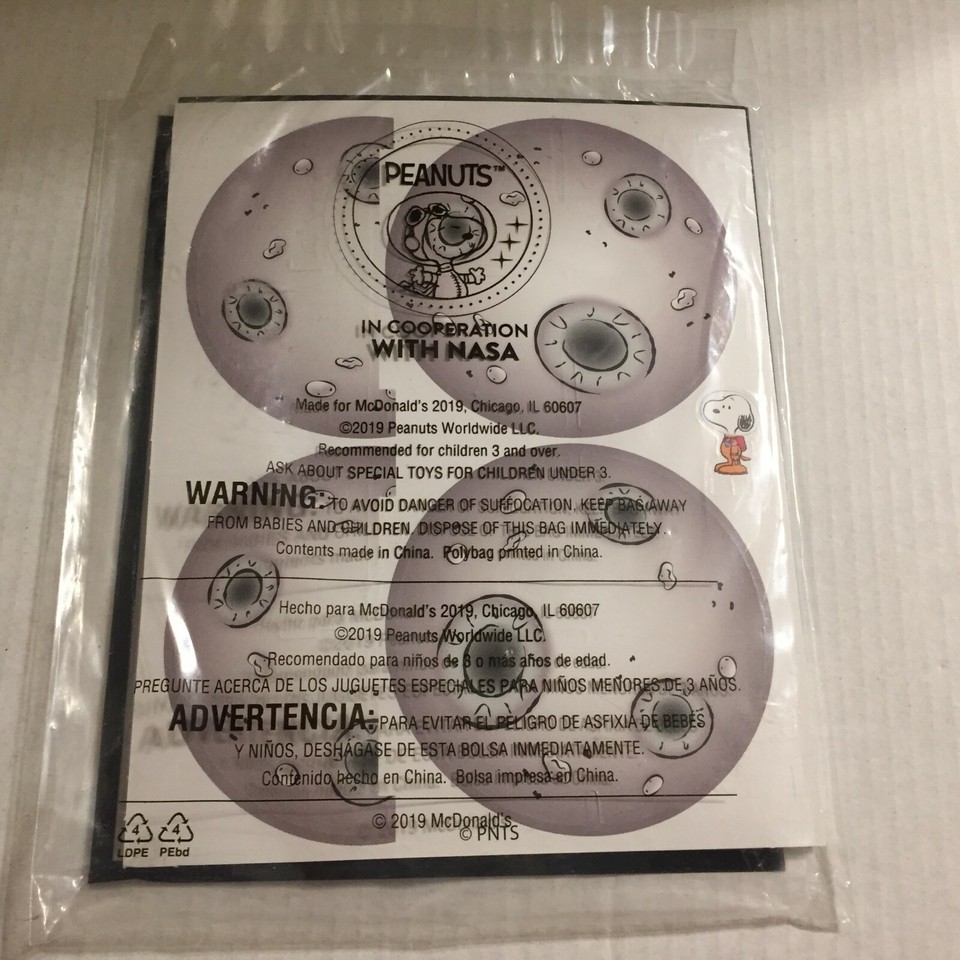 PEANUTS™
IN COOPERATION
WITH NASA
Made for McDonald's 2019, Chicago, IL 60607
©2019 Peanuts Worldwide LLC.
Recommended for children 3 and over.
ASK ABOUT SPECIAL TOYS FOR CHILDREN UNDER 3.
WARNING: TO AVOID DANGER OF SUFFOCATION, KEEP BAG AWAY
FROM BABIES AND CHILDREN. DISPOSE OF THIS BAG IMMEDIATELY.
Contents made in China. Polybag printed in China.
Hecho para McDonald's 2019, Chicago, IL 60607
©2019 Peanuts Worldwide LLC.
Recomendado para niños de 3 o más años de edad.
PREGUNTE ACERCA DE LOS JUGUETES ESPECIALES PARA NIÑOS MENORES DE 3 AÑOS.
ADVERTENCIA: PARA EVITAR EL PELIGRO DE ASFIXIA DE BEBÉS
Y NIÑOS, DESHÁGASE DE ESTA BOLSA INMEDIATAMENTE.
Contenido hecho en China. Bolsa impresa en China.
© 2019 McDonald's
© PNTS
4 4
LDPE PEbd